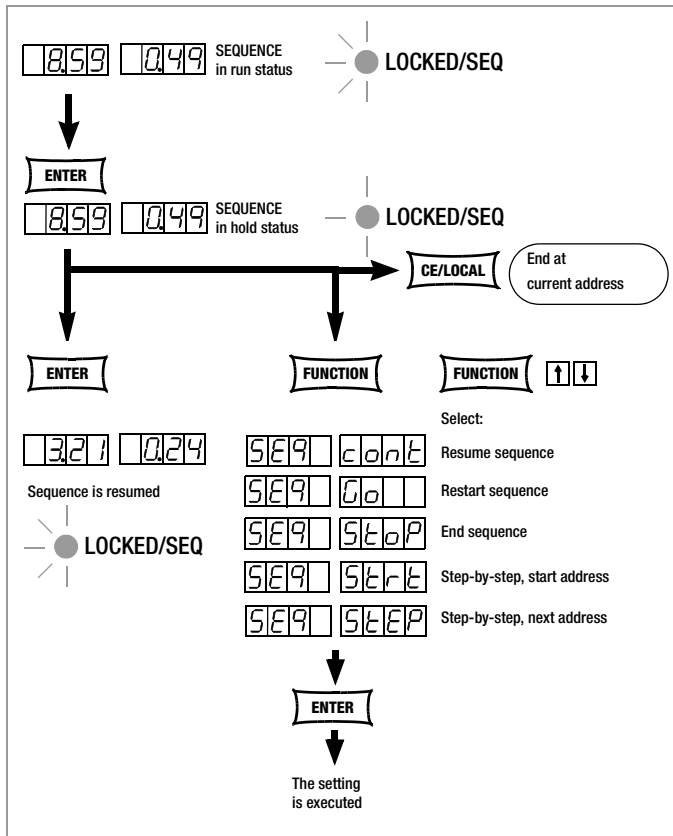 8.59 0.49 SEQUENCE
in run status
LOCKED/SEQ
ENTER
8.59 0.49 SEQUENCE
in hold status
LOCKED/SEQ
CE/LOCAL
End at
current address
ENTER
FUNCTION
FUNCTION ↑ ↓
Select:
3.21 0.24
Sequence is resumed
LOCKED/SEQ
SEQ cont Resume sequence
SEQ Go Restart sequence
SEQ StoP End sequence
SEQ Strt Step-by-step, start address
SEQ StEP Step-by-step, next address
ENTER
The setting
is executed